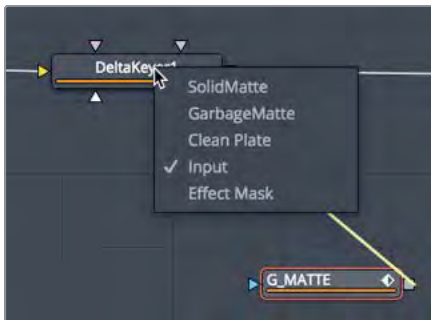 DeltaKeyer1
SolidMatte
GarbageMatte
Clean Plate
Input
Effect Mask
G_MATTE